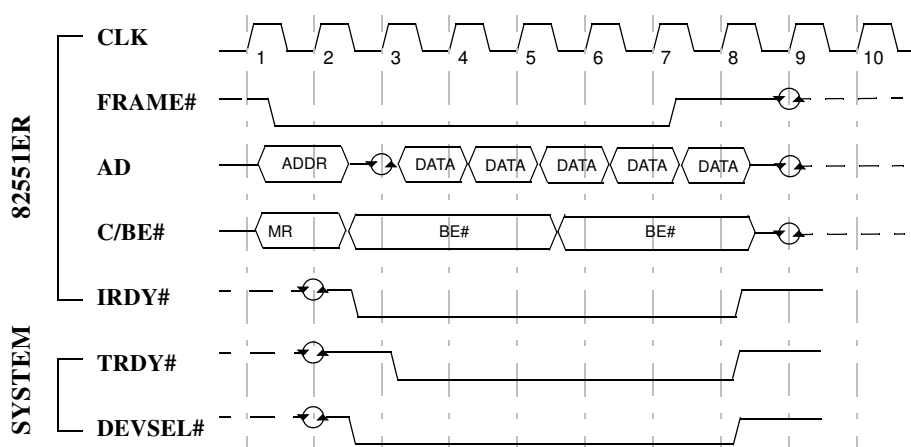 82551ER
CLK
1 2 3 4 5 6 7 8 9 10
FRAME#
AD
ADDR DATA DATA DATA DATA DATA
C/BE#
MR BE# BE#
IRDY#
SYSTEM
TRDY#
DEVSEL#